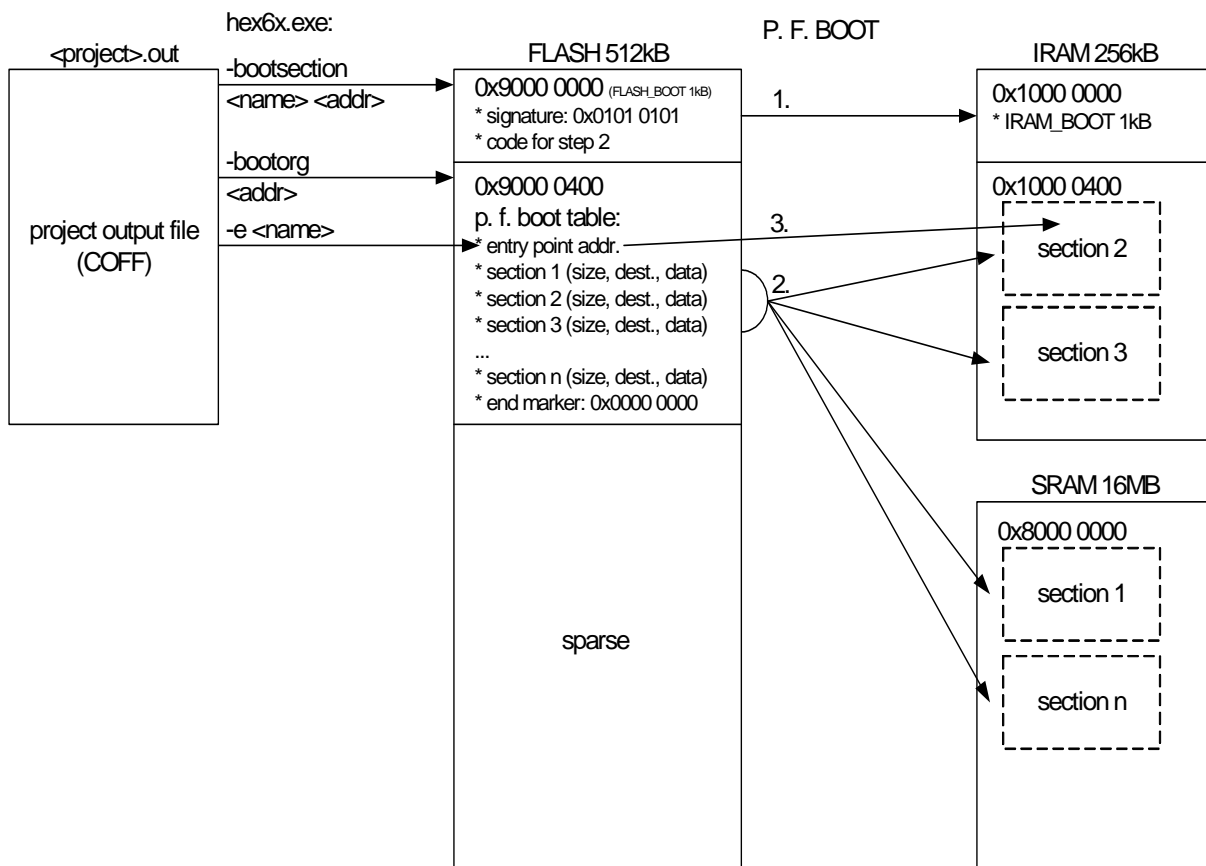 hex6x.exe:
<project>.out
-bootsection
<name> <addr>
-bootorg
<addr>
-e <name>
project output file
(COFF)
FLASH 512kB
0x9000 0000 (FLASH_BOOT 1kB)
* signature: 0x0101 0101
* code for step 2
0x9000 0400
p. f. boot table:
* entry point addr.
* section 1 (size, dest., data)
* section 2 (size, dest., data)
* section 3 (size, dest., data)
...
* section n (size, dest., data)
* end marker: 0x0000 0000
sparse
P. F. BOOT
1.
3.
2.
IRAM 256kB
0x1000 0000
* IRAM_BOOT 1kB
0x1000 0400
section 2
section 3
SRAM 16MB
0x8000 0000
section 1
section n